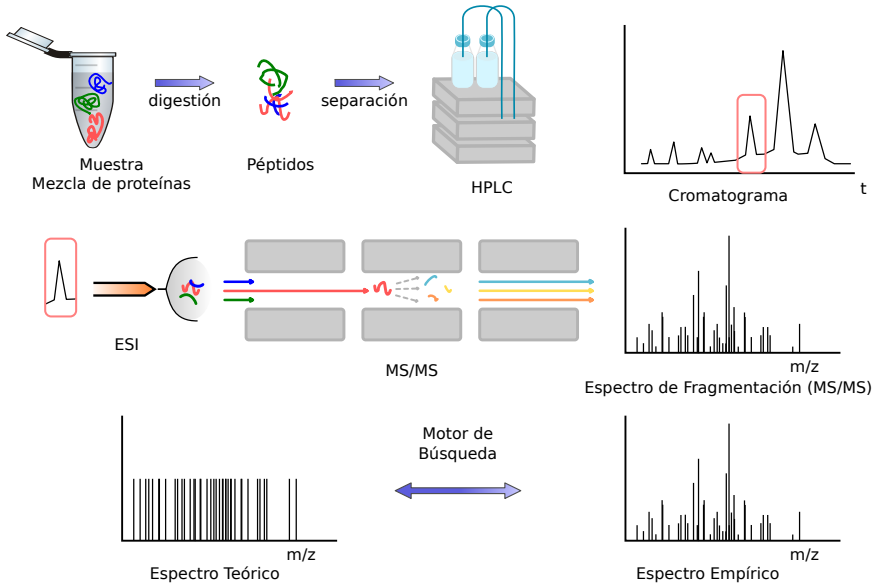 digestión
separación
Muestra
Mezcla de proteínas
Péptidos
HPLC
Cromatograma
t
ESI
MS/MS
m/z
Espectro de Fragmentación (MS/MS)
Motor de
Búsqueda
m/z
Espectro Teórico
m/z
Espectro Empírico